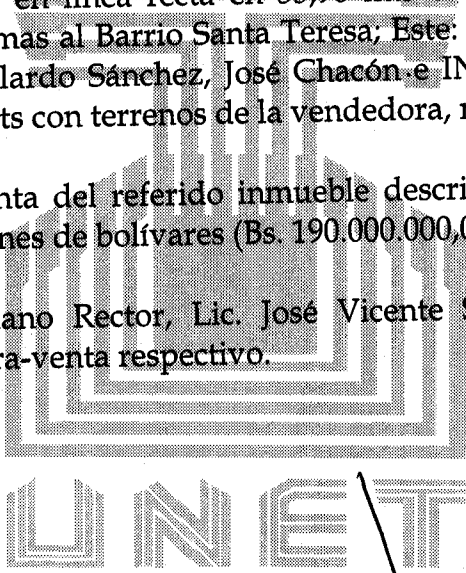 en línea recta en
mas al Barrio Santa Teresa; Este:
lardo Sánchez, José Chacón e IN
ts con terrenos de la vendedora,
nta del referido inmueble descri
nes de bolívares (Bs. 190.000.000,0
ano Rector, Lic. José Vicente S
ra-venta respectivo.
UNET